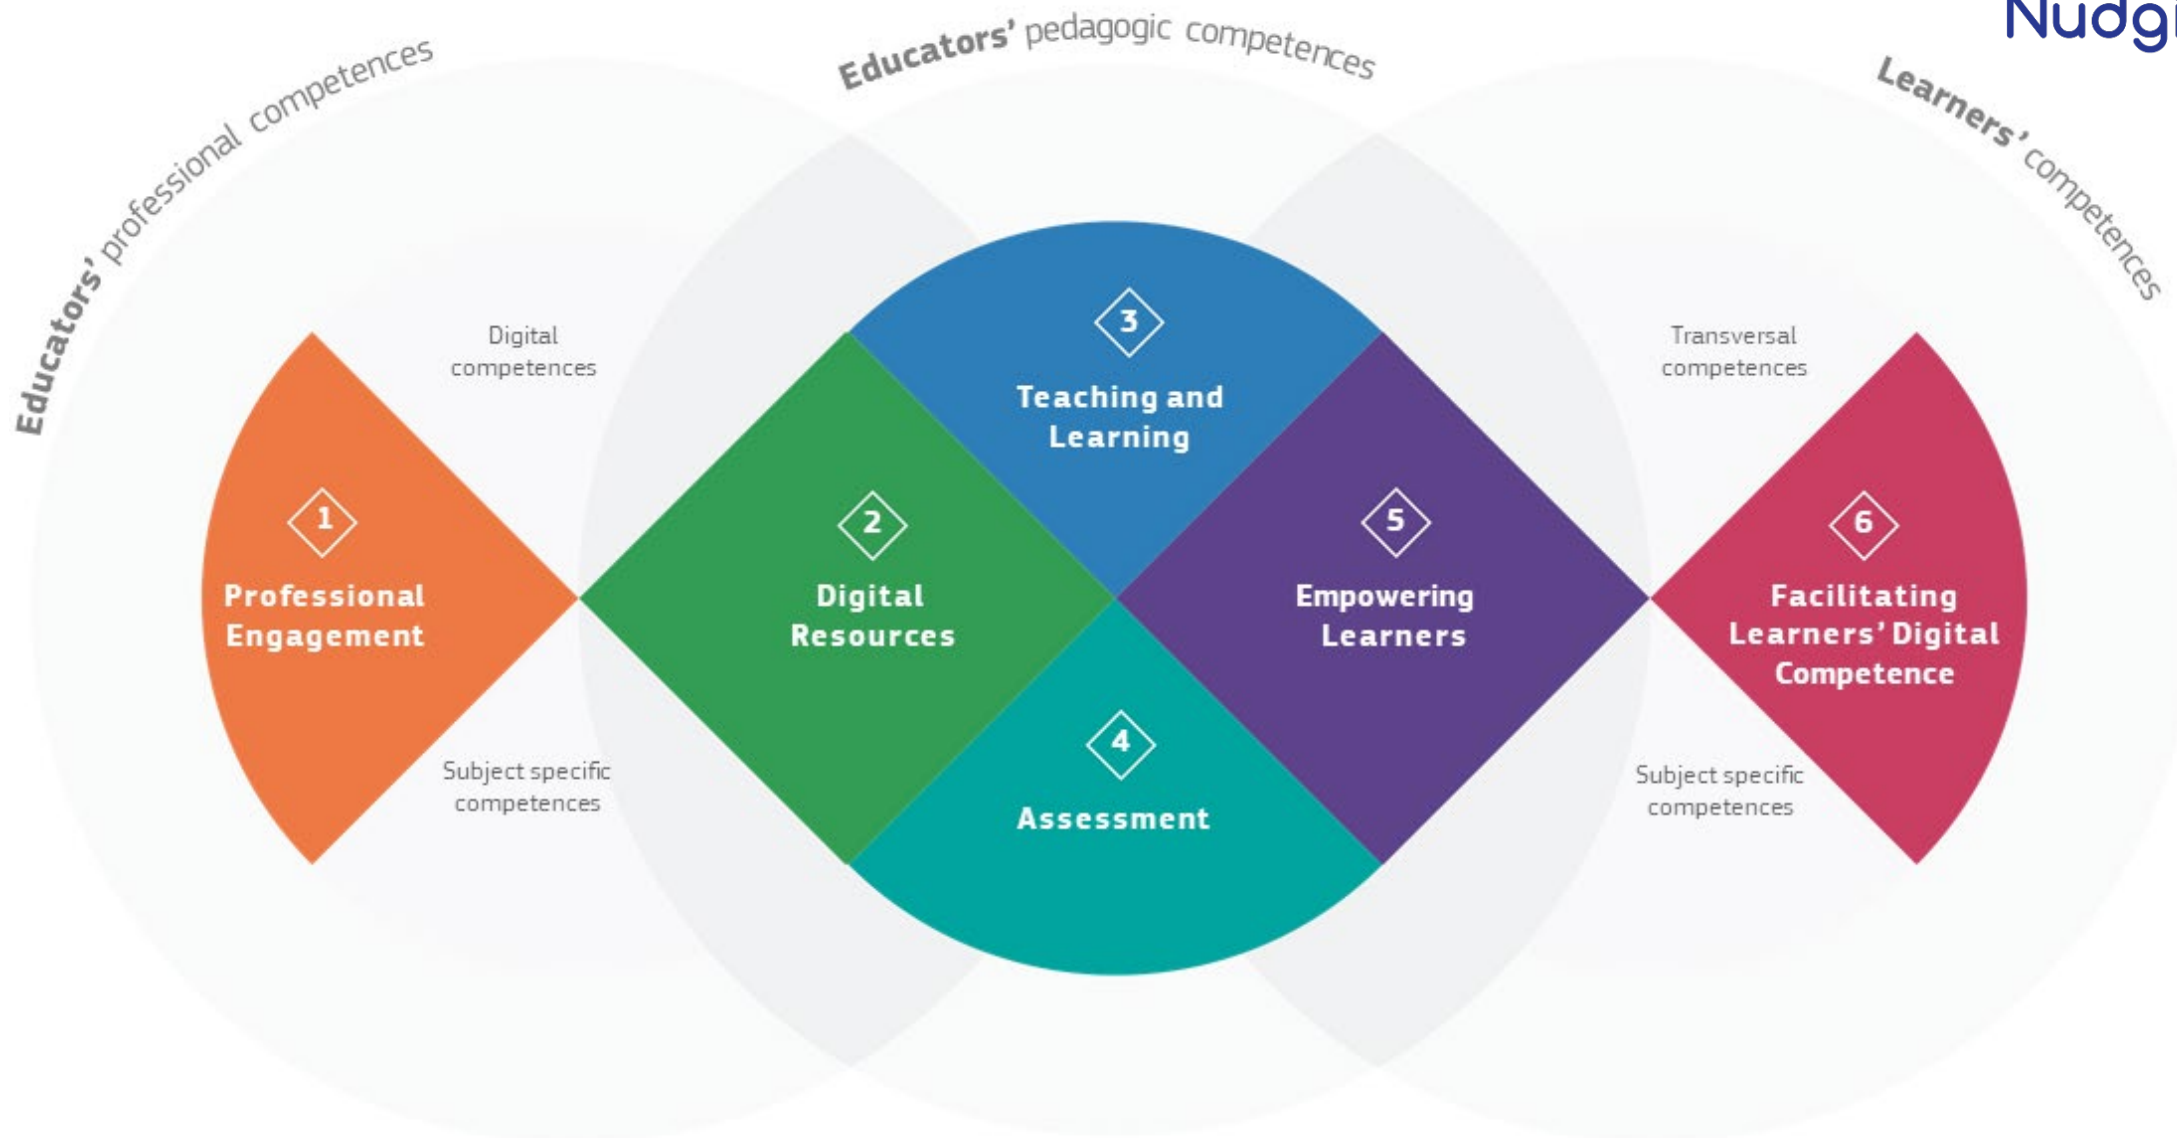 Educators’ professional competences
Educators’ pedagogic competences
Nudgi
Learners’ competences
Digital
competences
Transversal
competences
1
Professional
Engagement
2
Digital
Resources
3
Teaching and
Learning
4
Assessment
5
Empowering
Learners
6
Facilitating
Learners’ Digital
Competence
Subject specific
competences
Subject specific
competences